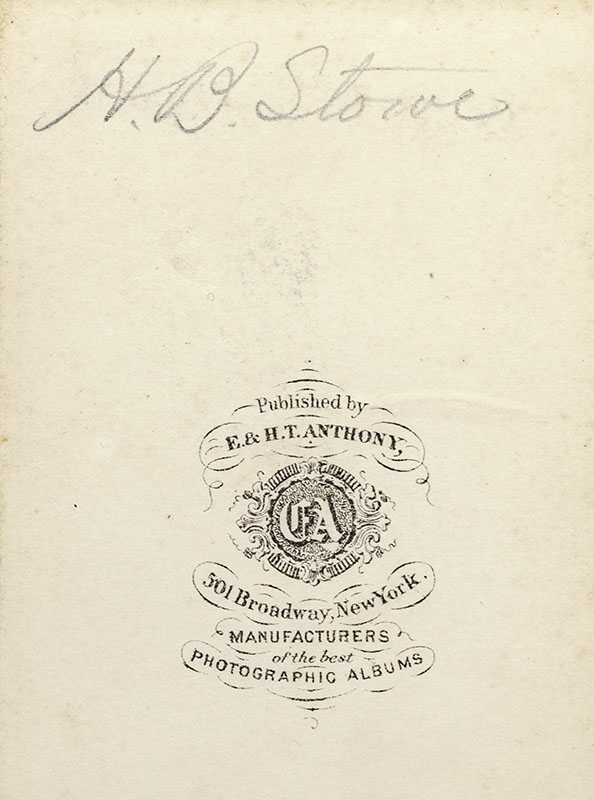 H. B. Stowe
Published by
E. & H. T. ANTHONY,
EA
501 Broadway, New York.
MANUFACTURERS
of the best
PHOTOGRAPHIC ALBUMS